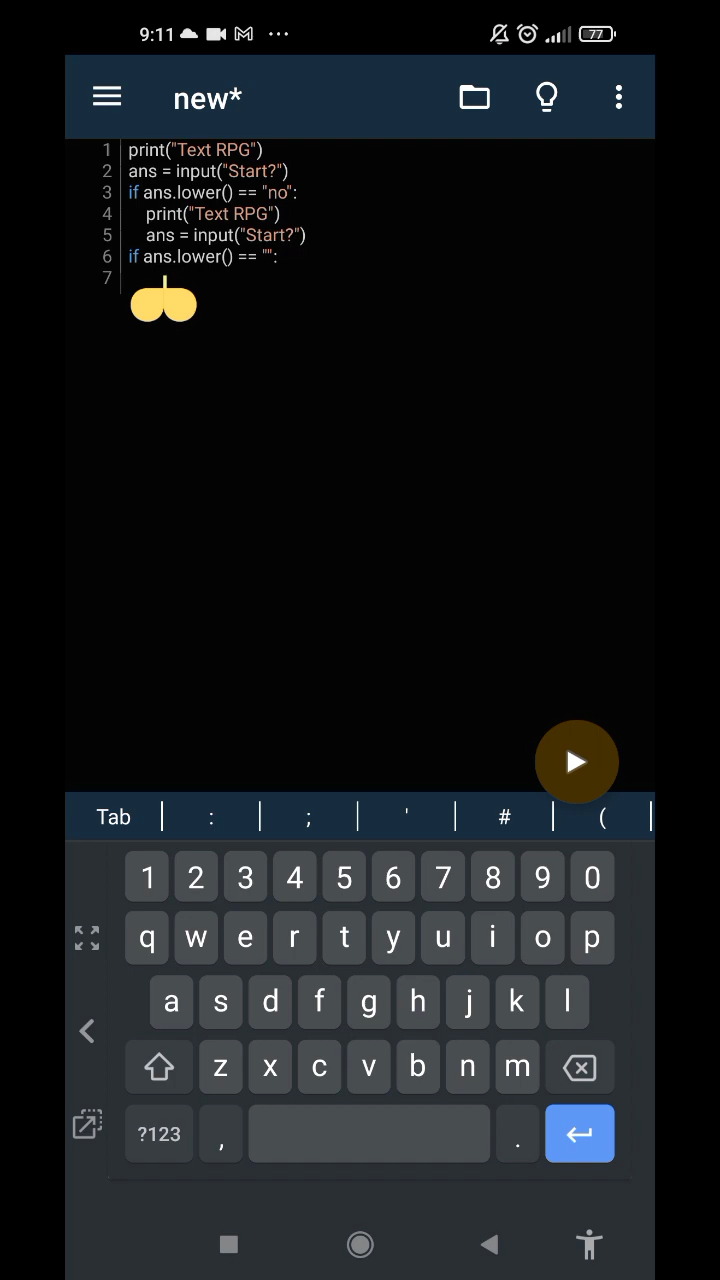 9:11 77
new*
1 print("Text RPG")
2 ans = input("Start?")
3 if ans.lower() == "no":
4     print("Text RPG")
5     ans = input("Start?")
6 if ans.lower() == "":
7
Tab : ; ' # (
1 2 3 4 5 6 7 8 9 0
q w e r t y u i o p
a s d f g h j k l
z x c v b n m
?123 , .